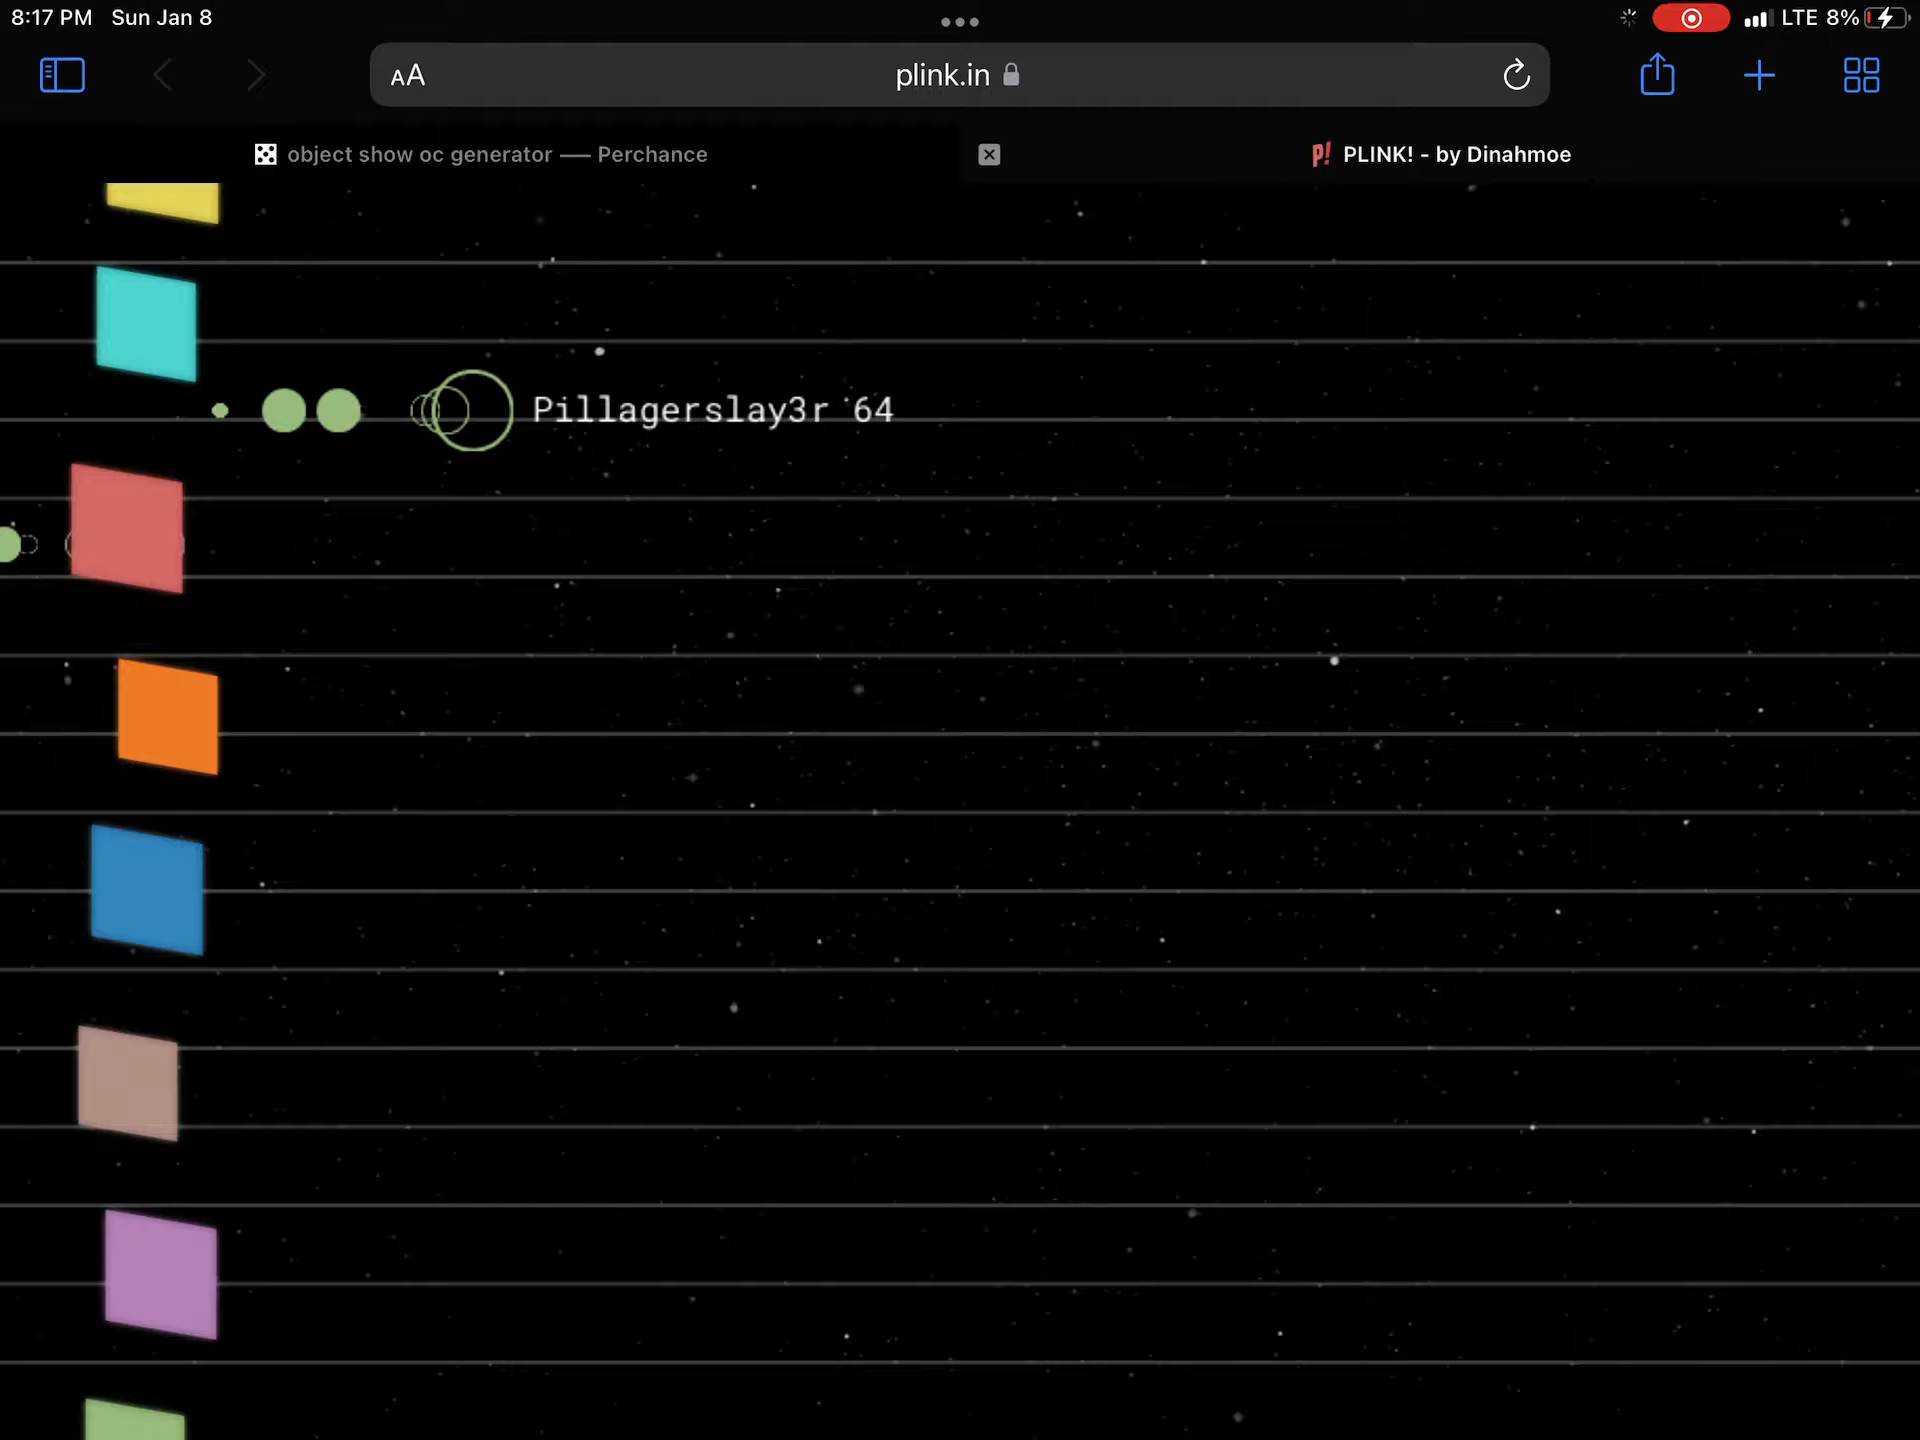 8:17 PM Sun Jan 8
LTE 8%
AA plink.in
object show oc generator — Perchance
p! PLINK! - by Dinahmoe
Pillagerslay3r '64